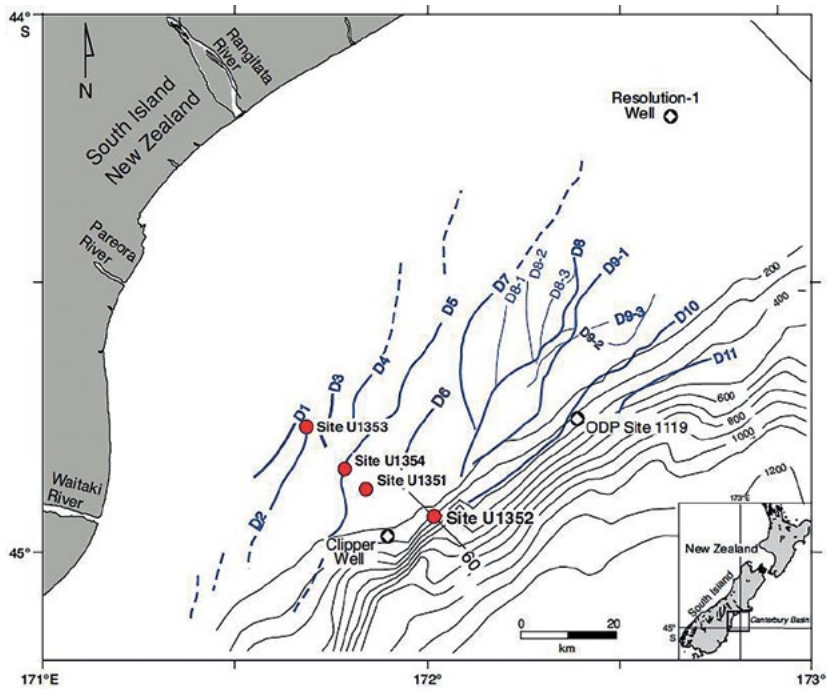 44°
S
N
Rangitata
River
South Island
New Zealand
Pareora
River
Resolution-1
Well
D8
D8-2
D8-1
D8-3
D9-1
D7
D5
D4
D3
D1
D6
D2
D9-3
D9-2
D10
D11
200
400
600
800
1000
1200
Site U1353
Site U1354
Site U1351
Site U1352
ODP Site 1119
Clipper
Well
60
Waitaki
River
45°
S
0
20
km
173°E
New Zealand
South Island
45°
S
Canterbury Basin
171°E
172°
173°